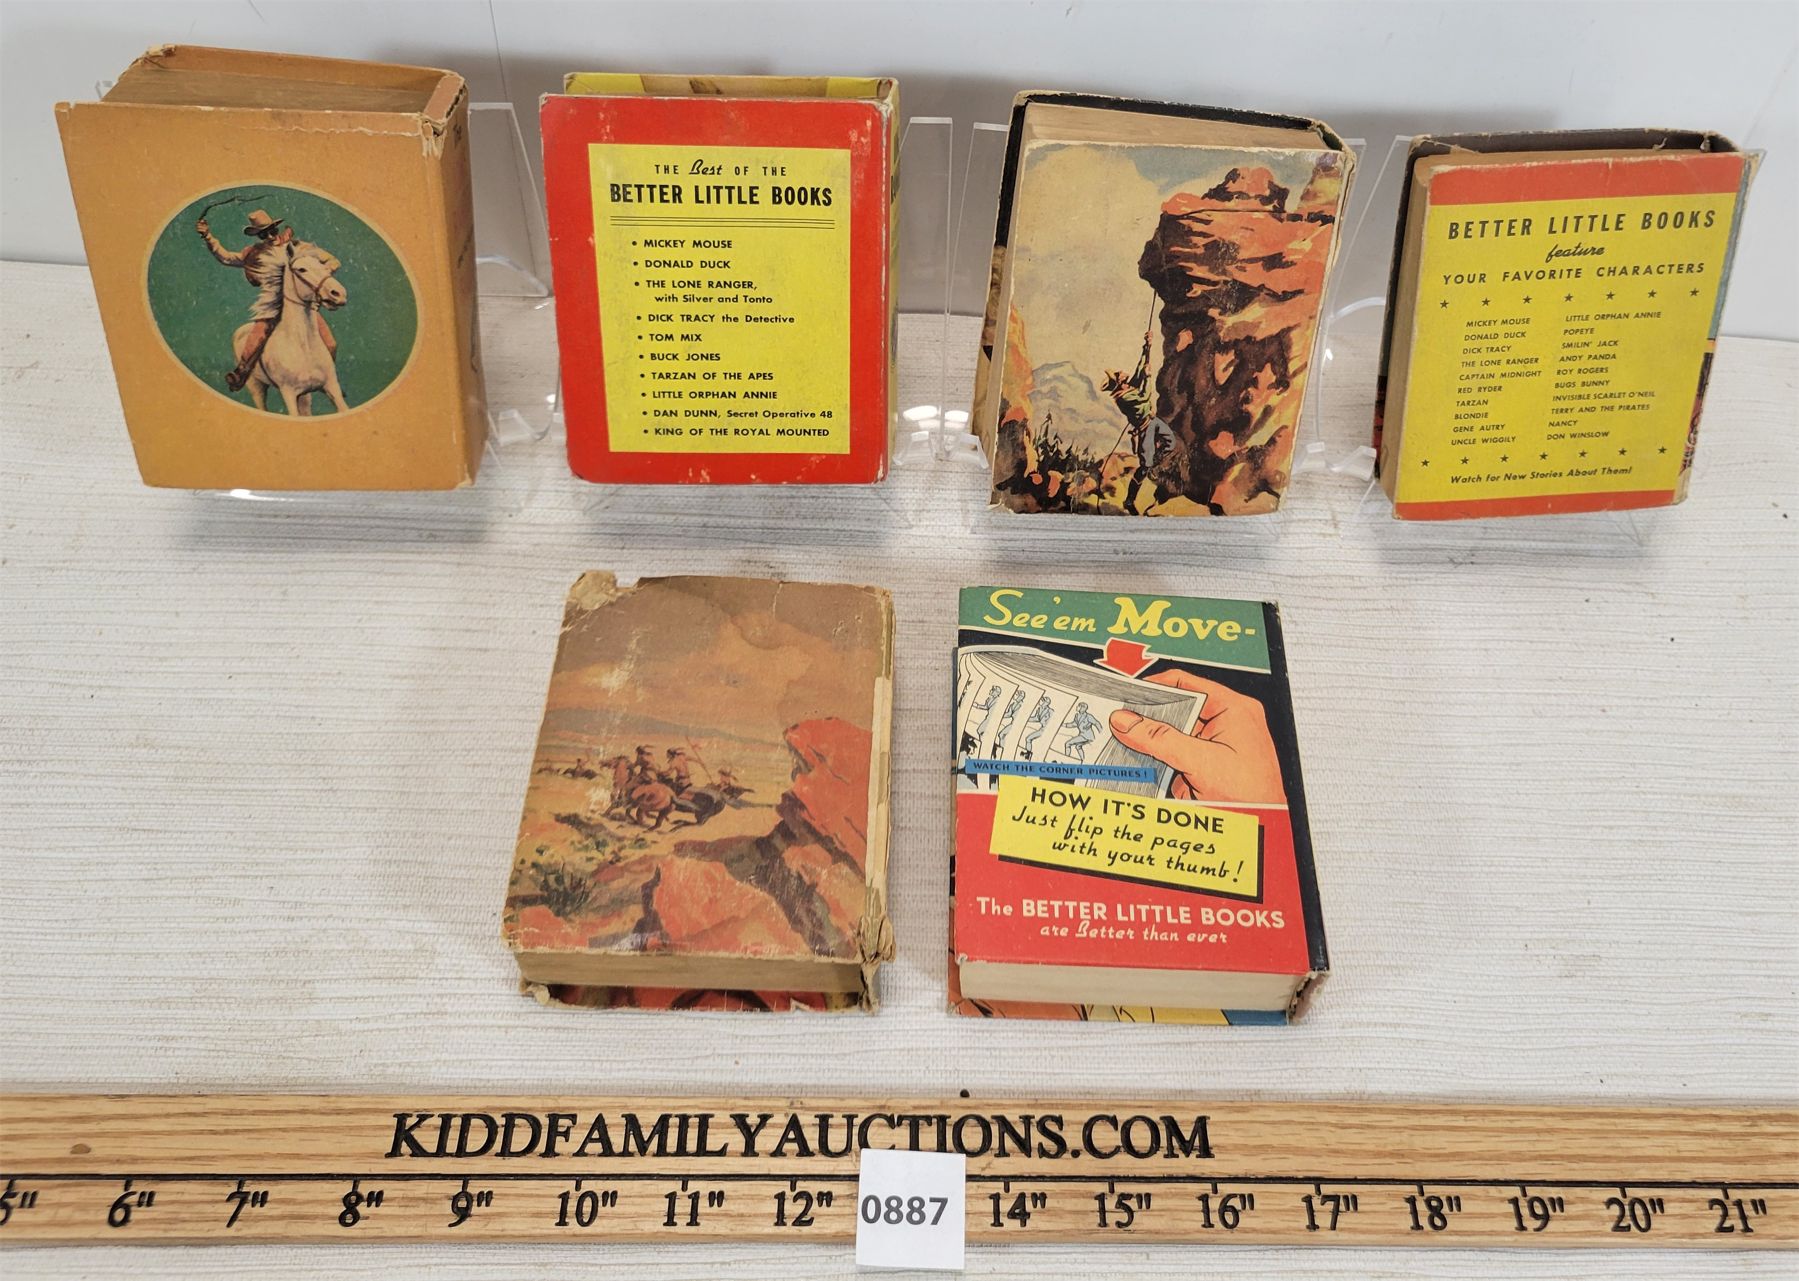 The
THE Best OF THE
BETTER LITTLE BOOKS
• MICKEY MOUSE
• DONALD DUCK
• THE LONE RANGER,
with Silver and Tonto
• DICK TRACY the Detective
• TOM MIX
• BUCK JONES
• TARZAN OF THE APES
• LITTLE ORPHAN ANNIE
• DAN DUNN, Secret Operative 48
• KING OF THE ROYAL MOUNTED
BETTER LITTLE BOOKS
feature
YOUR FAVORITE CHARACTERS
MICKEY MOUSE
DONALD DUCK
DICK TRACY
THE LONE RANGER
CAPTAIN MIDNIGHT
RED RYDER
TARZAN
BLONDIE
GENE AUTRY
UNCLE WIGGILY
LITTLE ORPHAN ANNIE
POPEYE
SMILIN' JACK
ANDY PANDA
ROY ROGERS
BUGS BUNNY
INVISIBLE SCARLET O'NEIL
TERRY AND THE PIRATES
NANCY
DON WINSLOW
Watch for New Stories About Them!
See 'em Move-
WATCH THE CORNER PICTURES!
HOW IT'S DONE
Just flip the pages
with your thumb!
The BETTER LITTLE BOOKS
are Better than ever
KIDDFAMILYAUCTIONS.COM
5" 6" 7" 8" 9" 10" 11" 12" 14" 15" 16" 17" 18" 19" 20" 21"
0887